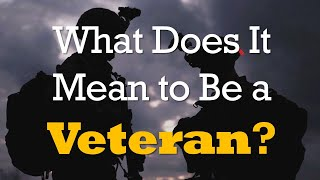 What Does It
Mean to Be a
Veteran?